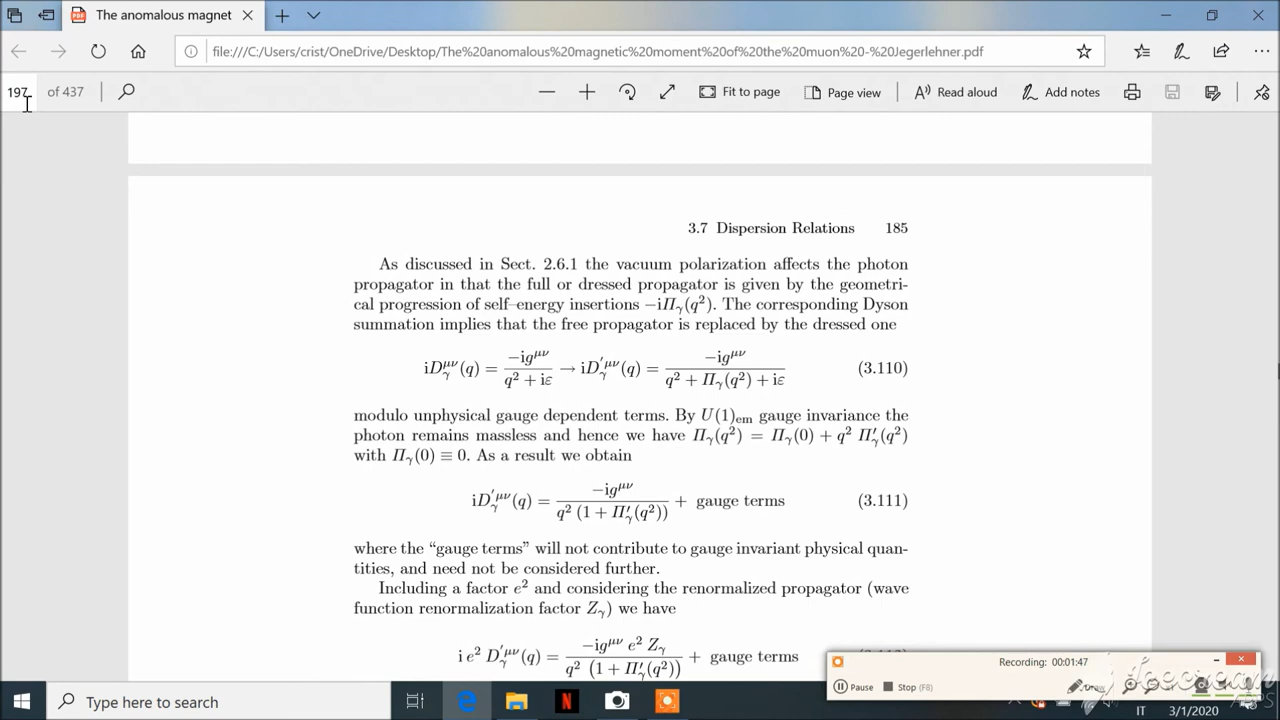 The anomalous magnet
file:///C:/Users/crist/OneDrive/Desktop/The%20anomalous%20magnetic%20moment%20of%20the%20muon%20-%20Jegerlehner.pdf
197 of 437 Fit to page Page view Read aloud Add notes
3.7 Dispersion Relations 185
As discussed in Sect. 2.6.1 the vacuum polarization affects the photon
propagator in that the full or dressed propagator is given by the geometri-
cal progression of self–energy insertions −iΠγ(q²). The corresponding Dyson
summation implies that the free propagator is replaced by the dressed one
iDγ^μν(q) = −ig^μν / (q² + iε) → iD′γ^μν(q) = −ig^μν / (q² + Πγ(q²) + iε) (3.110)
modulo unphysical gauge dependent terms. By U(1)em gauge invariance the
photon remains massless and hence we have Πγ(q²) = Πγ(0) + q² Π′γ(q²)
with Πγ(0) ≡ 0. As a result we obtain
iD′γ^μν(q) = −ig^μν / (q² (1 + Π′γ(q²))) + gauge terms (3.111)
where the “gauge terms” will not contribute to gauge invariant physical quan-
tities, and need not be considered further.
Including a factor e² and considering the renormalized propagator (wave
function renormalization factor Zγ) we have
i e² D′γ^μν(q) = −ig^μν e² Zγ / (q² (1 + Π′γ(q²))) + gauge terms
Recording: 00:01:47
Pause Stop (F8)
Type here to search
IT 3/1/2020